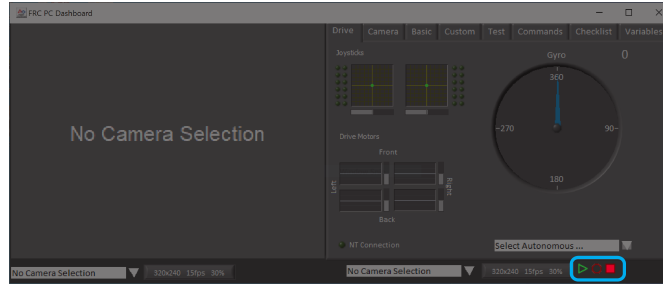 FRC PC Dashboard
Drive Camera Basic Custom Test Commands Checklist Variables
Joysticks
Gyro
0
360
No Camera Selection
-270
90-
Drive Motors
Front
180
Left
Right
Back
NT Connection
Select Autonomous ...
No Camera Selection
320x240 15fps 30%
No Camera Selection
320x240 15fps 30%